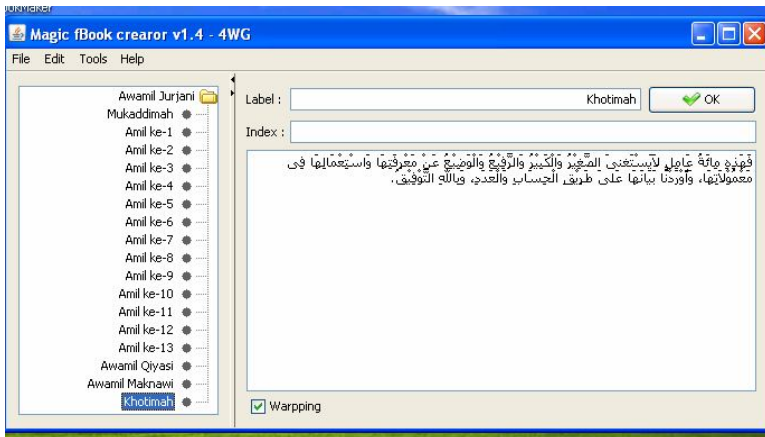 Magic fBook crearor v1.4 - 4WG
File Edit Tools Help
Awamil Jurjani
Mukaddimah
Amil ke-1
Amil ke-2
Amil ke-3
Amil ke-4
Amil ke-5
Amil ke-6
Amil ke-7
Amil ke-8
Amil ke-9
Amil ke-10
Amil ke-11
Amil ke-12
Amil ke-13
Awamil Qiyasi
Awamil Maknawi
Khotimah
Label : Khotimah OK
Index :
فَهَذِهِ مِائَةُ عَامِلٍ لاَيَسْتَغْنِى الصَّغِيْرُ وَالْكَبِيْرُ وَالرَّفِيْعُ وَالْوَضِيْعُ عَنْ مَعْرِفَتِهَا وَاسْتِعْمَالِهَا فِى
مَعْمُوْلاَتِهَا، وَأَوْرَدْنَا بَيَانَهَا عَلَى طَرِيْقِ الْحِسَابِ وَالْعَدَدِ، وَبِاللَّهِ التَّوْفِيْقُ.
Warpping